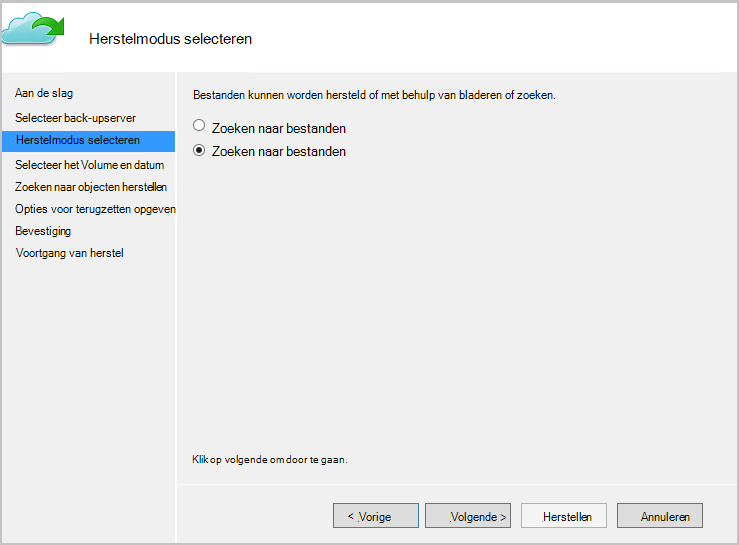 Herstelmodus selecteren
Aan de slag
Selecteer back-upserver
Herstelmodus selecteren
Selecteer het Volume en datum
Zoeken naar objecten herstellen
Opties voor terugzetten opgeven
Bevestiging
Voortgang van herstel
Bestanden kunnen worden hersteld of met behulp van bladeren of zoeken.
Zoeken naar bestanden
Zoeken naar bestanden
Klik op volgende om door te gaan.
< Vorige
Volgende >
Herstellen
Annuleren